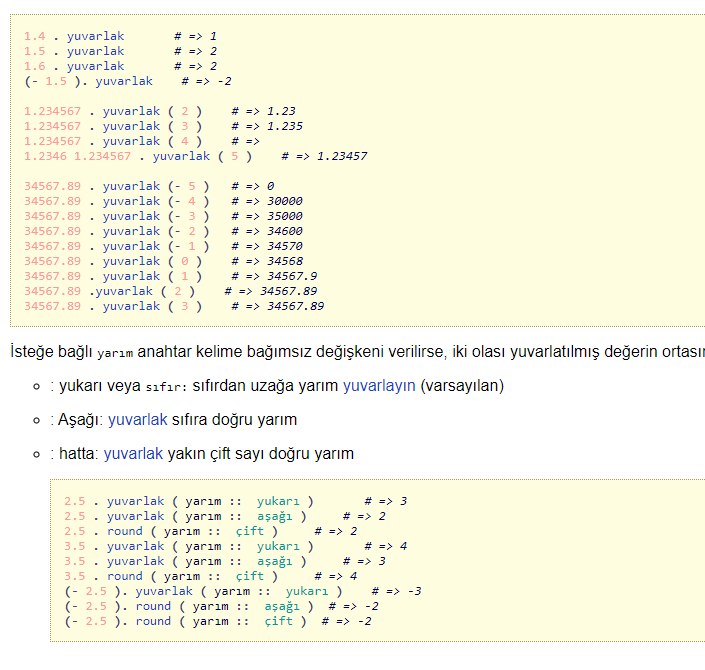 1.4 . yuvarlak # => 1
1.5 . yuvarlak # => 2
1.6 . yuvarlak # => 2
(- 1.5 ). yuvarlak # => -2
1.234567 . yuvarlak ( 2 ) # => 1.23
1.234567 . yuvarlak ( 3 ) # => 1.235
1.234567 . yuvarlak ( 4 ) # =>
1.2346 1.234567 . yuvarlak ( 5 ) # => 1.23457
34567.89 . yuvarlak (- 5 ) # => 0
34567.89 . yuvarlak (- 4 ) # => 30000
34567.89 . yuvarlak (- 3 ) # => 35000
34567.89 . yuvarlak (- 2 ) # => 34600
34567.89 . yuvarlak (- 1 ) # => 34570
34567.89 . yuvarlak ( 0 ) # => 34568
34567.89 . yuvarlak ( 1 ) # => 34567.9
34567.89 .yuvarlak ( 2 ) # => 34567.89
34567.89 . yuvarlak ( 3 ) # => 34567.89
İsteğe bağlı yarım anahtar kelime bağımsız değişkeni verilirse, iki olası yuvarlatılmış değerin
: yukarı veya sıfır: sıfırdan uzağa yarım yuvarlayın (varsayılan)
: Aşağı: yuvarlak sıfıra doğru yarım
: hatta: yuvarlak yakın çift sayı doğru yarım
2.5 . yuvarlak ( yarım :: yukarı ) # => 3
2.5 . yuvarlak ( yarım :: aşağı ) # => 2
2.5 . round ( yarım :: çift ) # => 2
3.5 . yuvarlak ( yarım :: yukarı ) # => 4
3.5 . yuvarlak ( yarım :: aşağı ) # => 3
3.5 . round ( yarım :: çift ) # => 4
(- 2.5 ). yuvarlak ( yarım :: yukarı ) # => -3
(- 2.5 ). round ( yarım :: aşağı ) # => -2
(- 2.5 ). round ( yarım :: çift ) # => -2